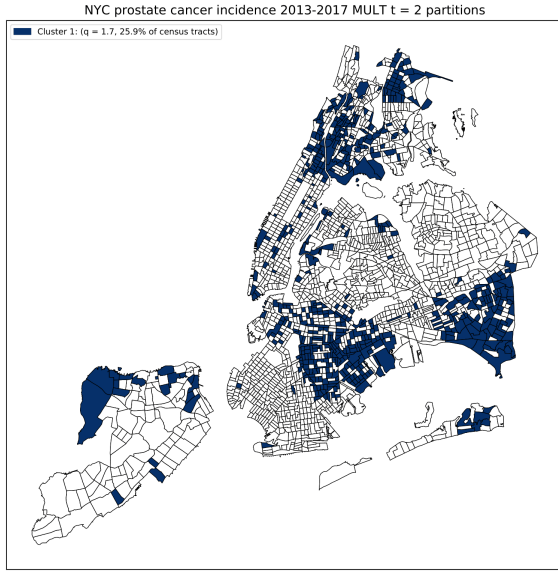 NYC prostate cancer incidence 2013-2017 MULT t = 2 partitions
Cluster 1: (q = 1.7, 25.9% of census tracts)